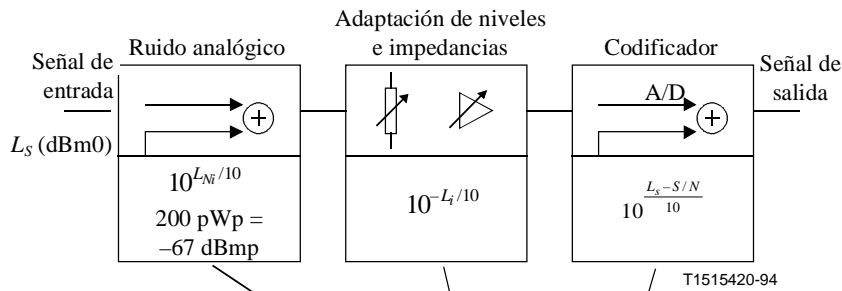 Ruido analógico
Adaptación de niveles
e impedancias
Codificador
Señal de
entrada
L_S (dBm0)
A/D
Señal de
salida
10^{L_{Ni}/10}
200 pWp =
–67 dBmp
10^{–L_i/10}
10^{\frac{L_s – S/N}{10}}
T1515420-94